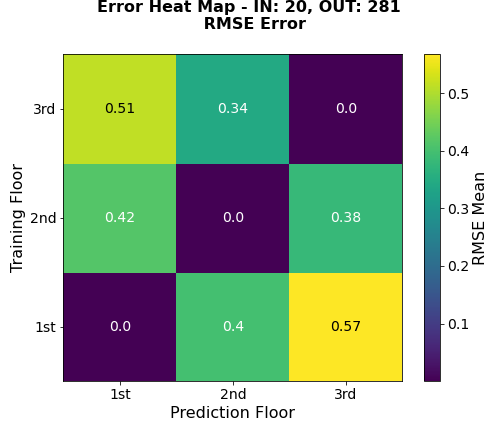 Error Heat Map - IN: 20, OUT: 281
RMSE Error
3rd
0.51
0.34
0.0
2nd
0.42
0.0
0.38
1st
0.0
0.4
0.57
1st
2nd
3rd
Prediction Floor
Training Floor
0.5
0.4
0.3
0.2
0.1
RMSE Mean